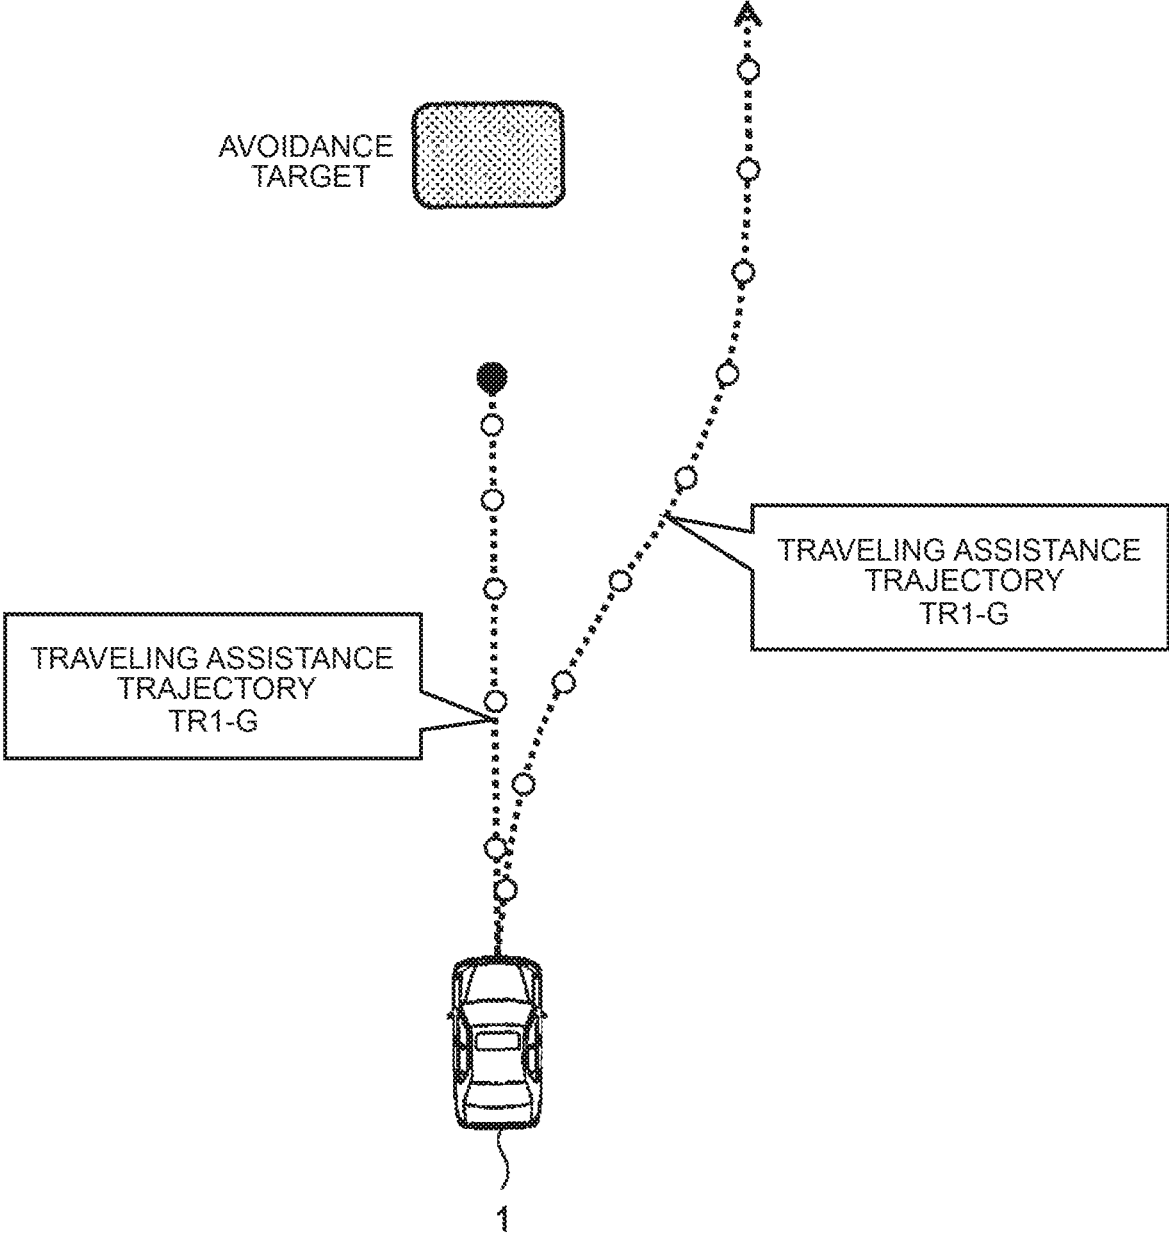 AVOIDANCE
TARGET
TRAVELING ASSISTANCE
TRAJECTORY
TR1-G
TRAVELING ASSISTANCE
TRAJECTORY
TR1-G
1